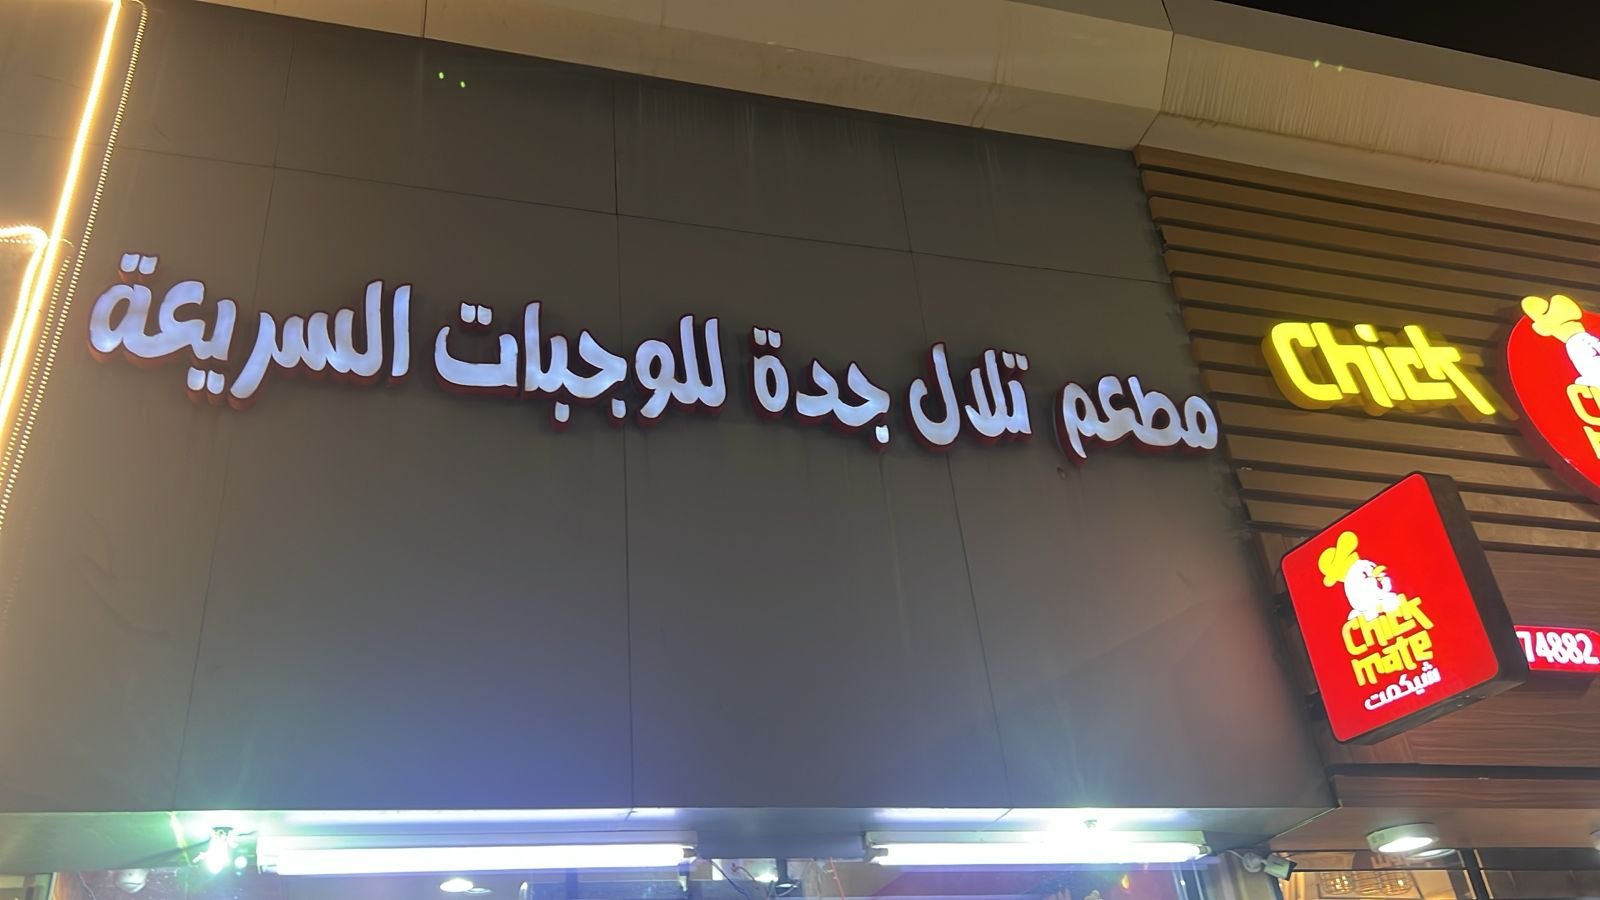 مطعم تلال جدة للوجبات السريعة
Chick
Chick
mate
شيكمت
74882